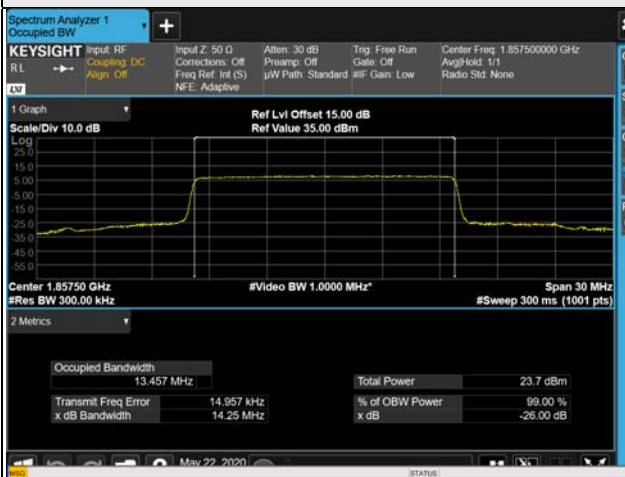 Spectrum Analyzer 1
Occupied BW
+
KEYSIGHT Input: RF Input Z: 50 Ω Atten: 30 dB Trig: Free Run Center Freq: 1.857500000 GHz
RL Coupling: DC Corrections: Off Preamp: Off Gate: Off Avg|Hold: 1/1
Align: Off Freq Ref: Int (S) µW Path: Standard #IF Gain: Low Radio Std: None
LXI NFE: Adaptive
1 Graph
Ref Lvl Offset 15.00 dB
Scale/Div 10.0 dB Ref Value 35.00 dBm
Log
25.0
15.0
5.00
-5.00
-15.0
-25.0
-35.0
-45.0
-55.0
Center 1.85750 GHz #Video BW 1.0000 MHz* Span 30 MHz
#Res BW 300.00 kHz #Sweep 300 ms (1001 pts)
2 Metrics
Occupied Bandwidth
13.457 MHz Total Power 23.7 dBm
Transmit Freq Error 14.957 kHz % of OBW Power 99.00 %
x dB Bandwidth 14.25 MHz x dB -26.00 dB
May 22, 2020
MSG STATUS